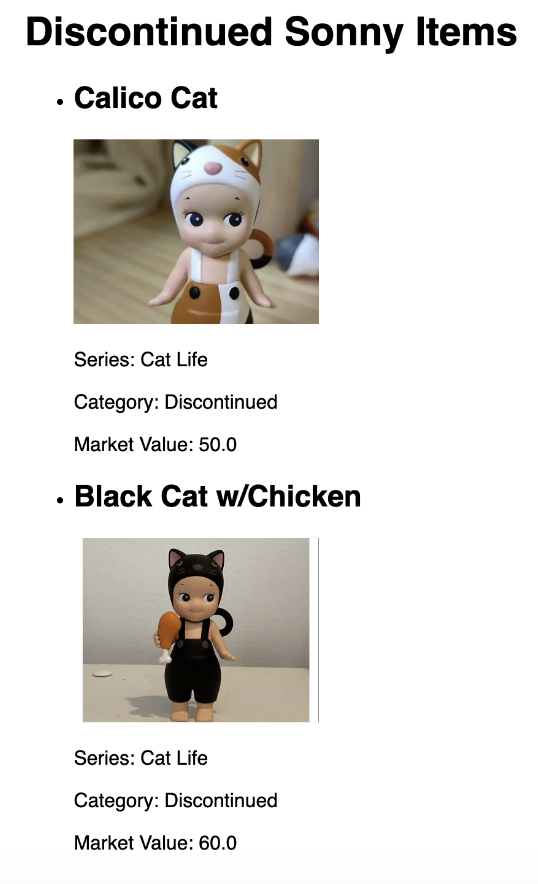 Discontinued Sonny Items
Calico Cat
Series: Cat Life
Category: Discontinued
Market Value: 50.0
Black Cat w/Chicken
Series: Cat Life
Category: Discontinued
Market Value: 60.0